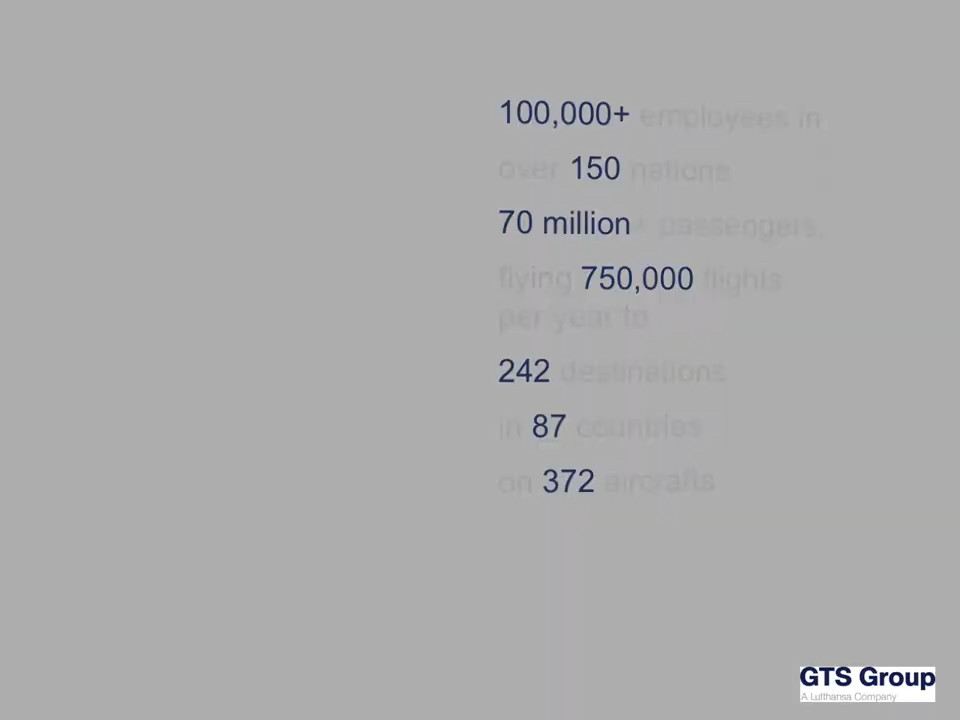 100,000+ employees in
over 150 nations
70 million passengers,
flying 750,000 flights
per year to
242 destinations
in 87 countries
on 372 aircrafts
GTS Group
A Lufthansa Company